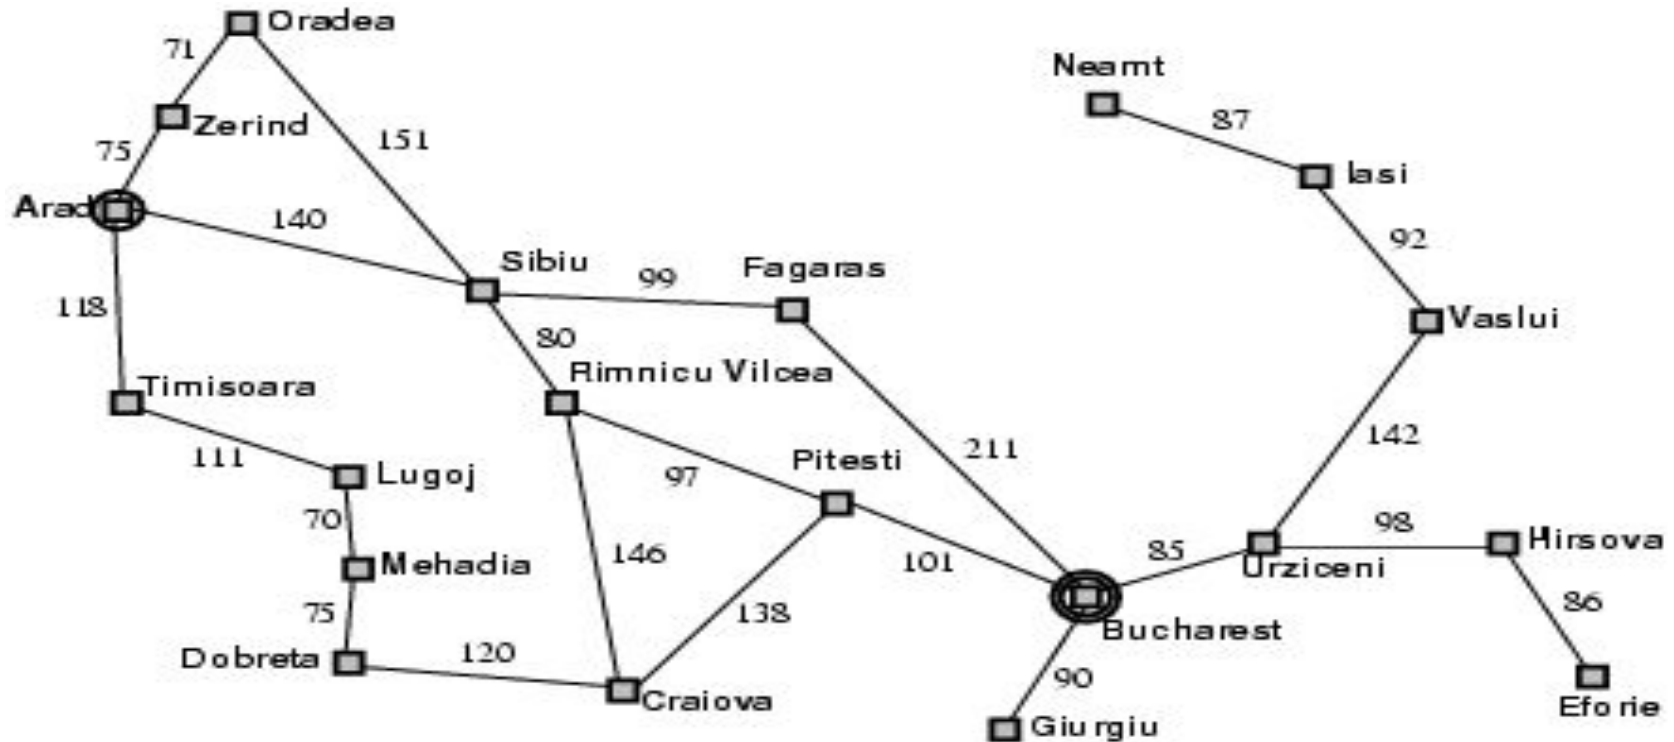 Oradea
71
Neamt
Zerind
87
75
151
Iasi
Arad
140
92
Sibiu
99
Fagaras
118
80
Vaslui
Timisoara
Rimnicu Vilcea
111
211
142
Lugoj
97
Pitesti
70
98
Hirsova
146
101
85
Mehadia
Urziceni
75
138
86
Bucharest
Dobreta
120
90
Craiova
Eforie
Giurgiu